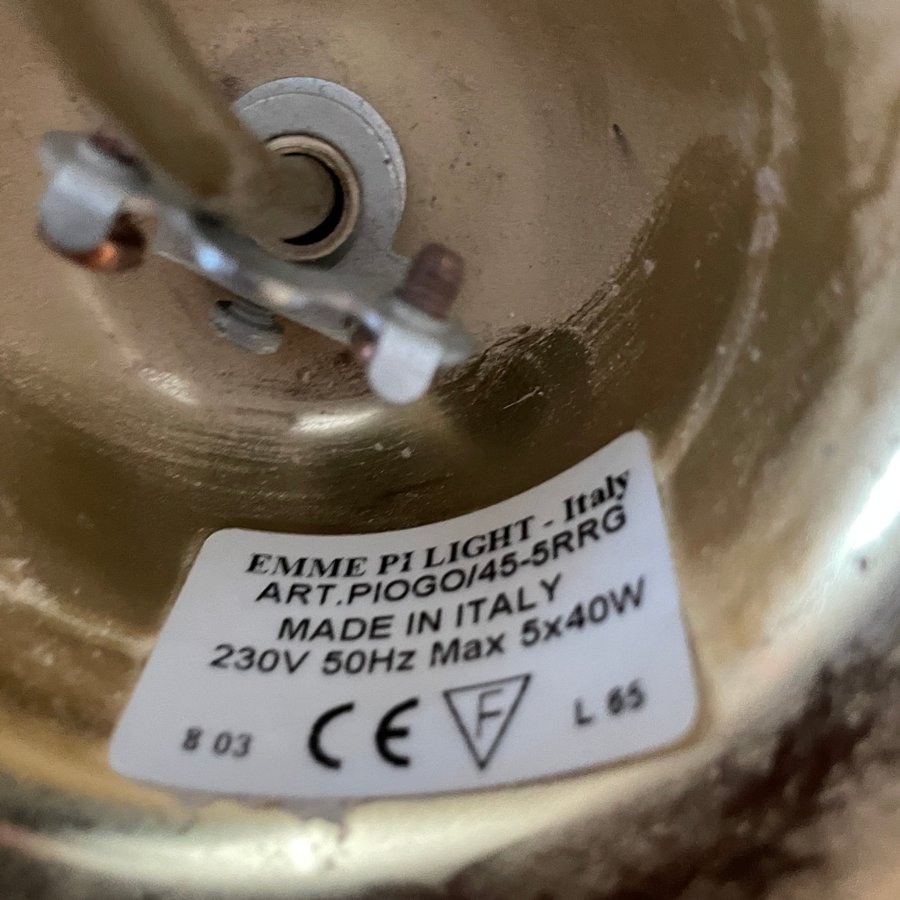 EMME PI LIGHT - Italy
ART.PIOGO/45-5RRG
MADE IN ITALY
230V 50Hz Max 5x40W
8 03 CE F L 65